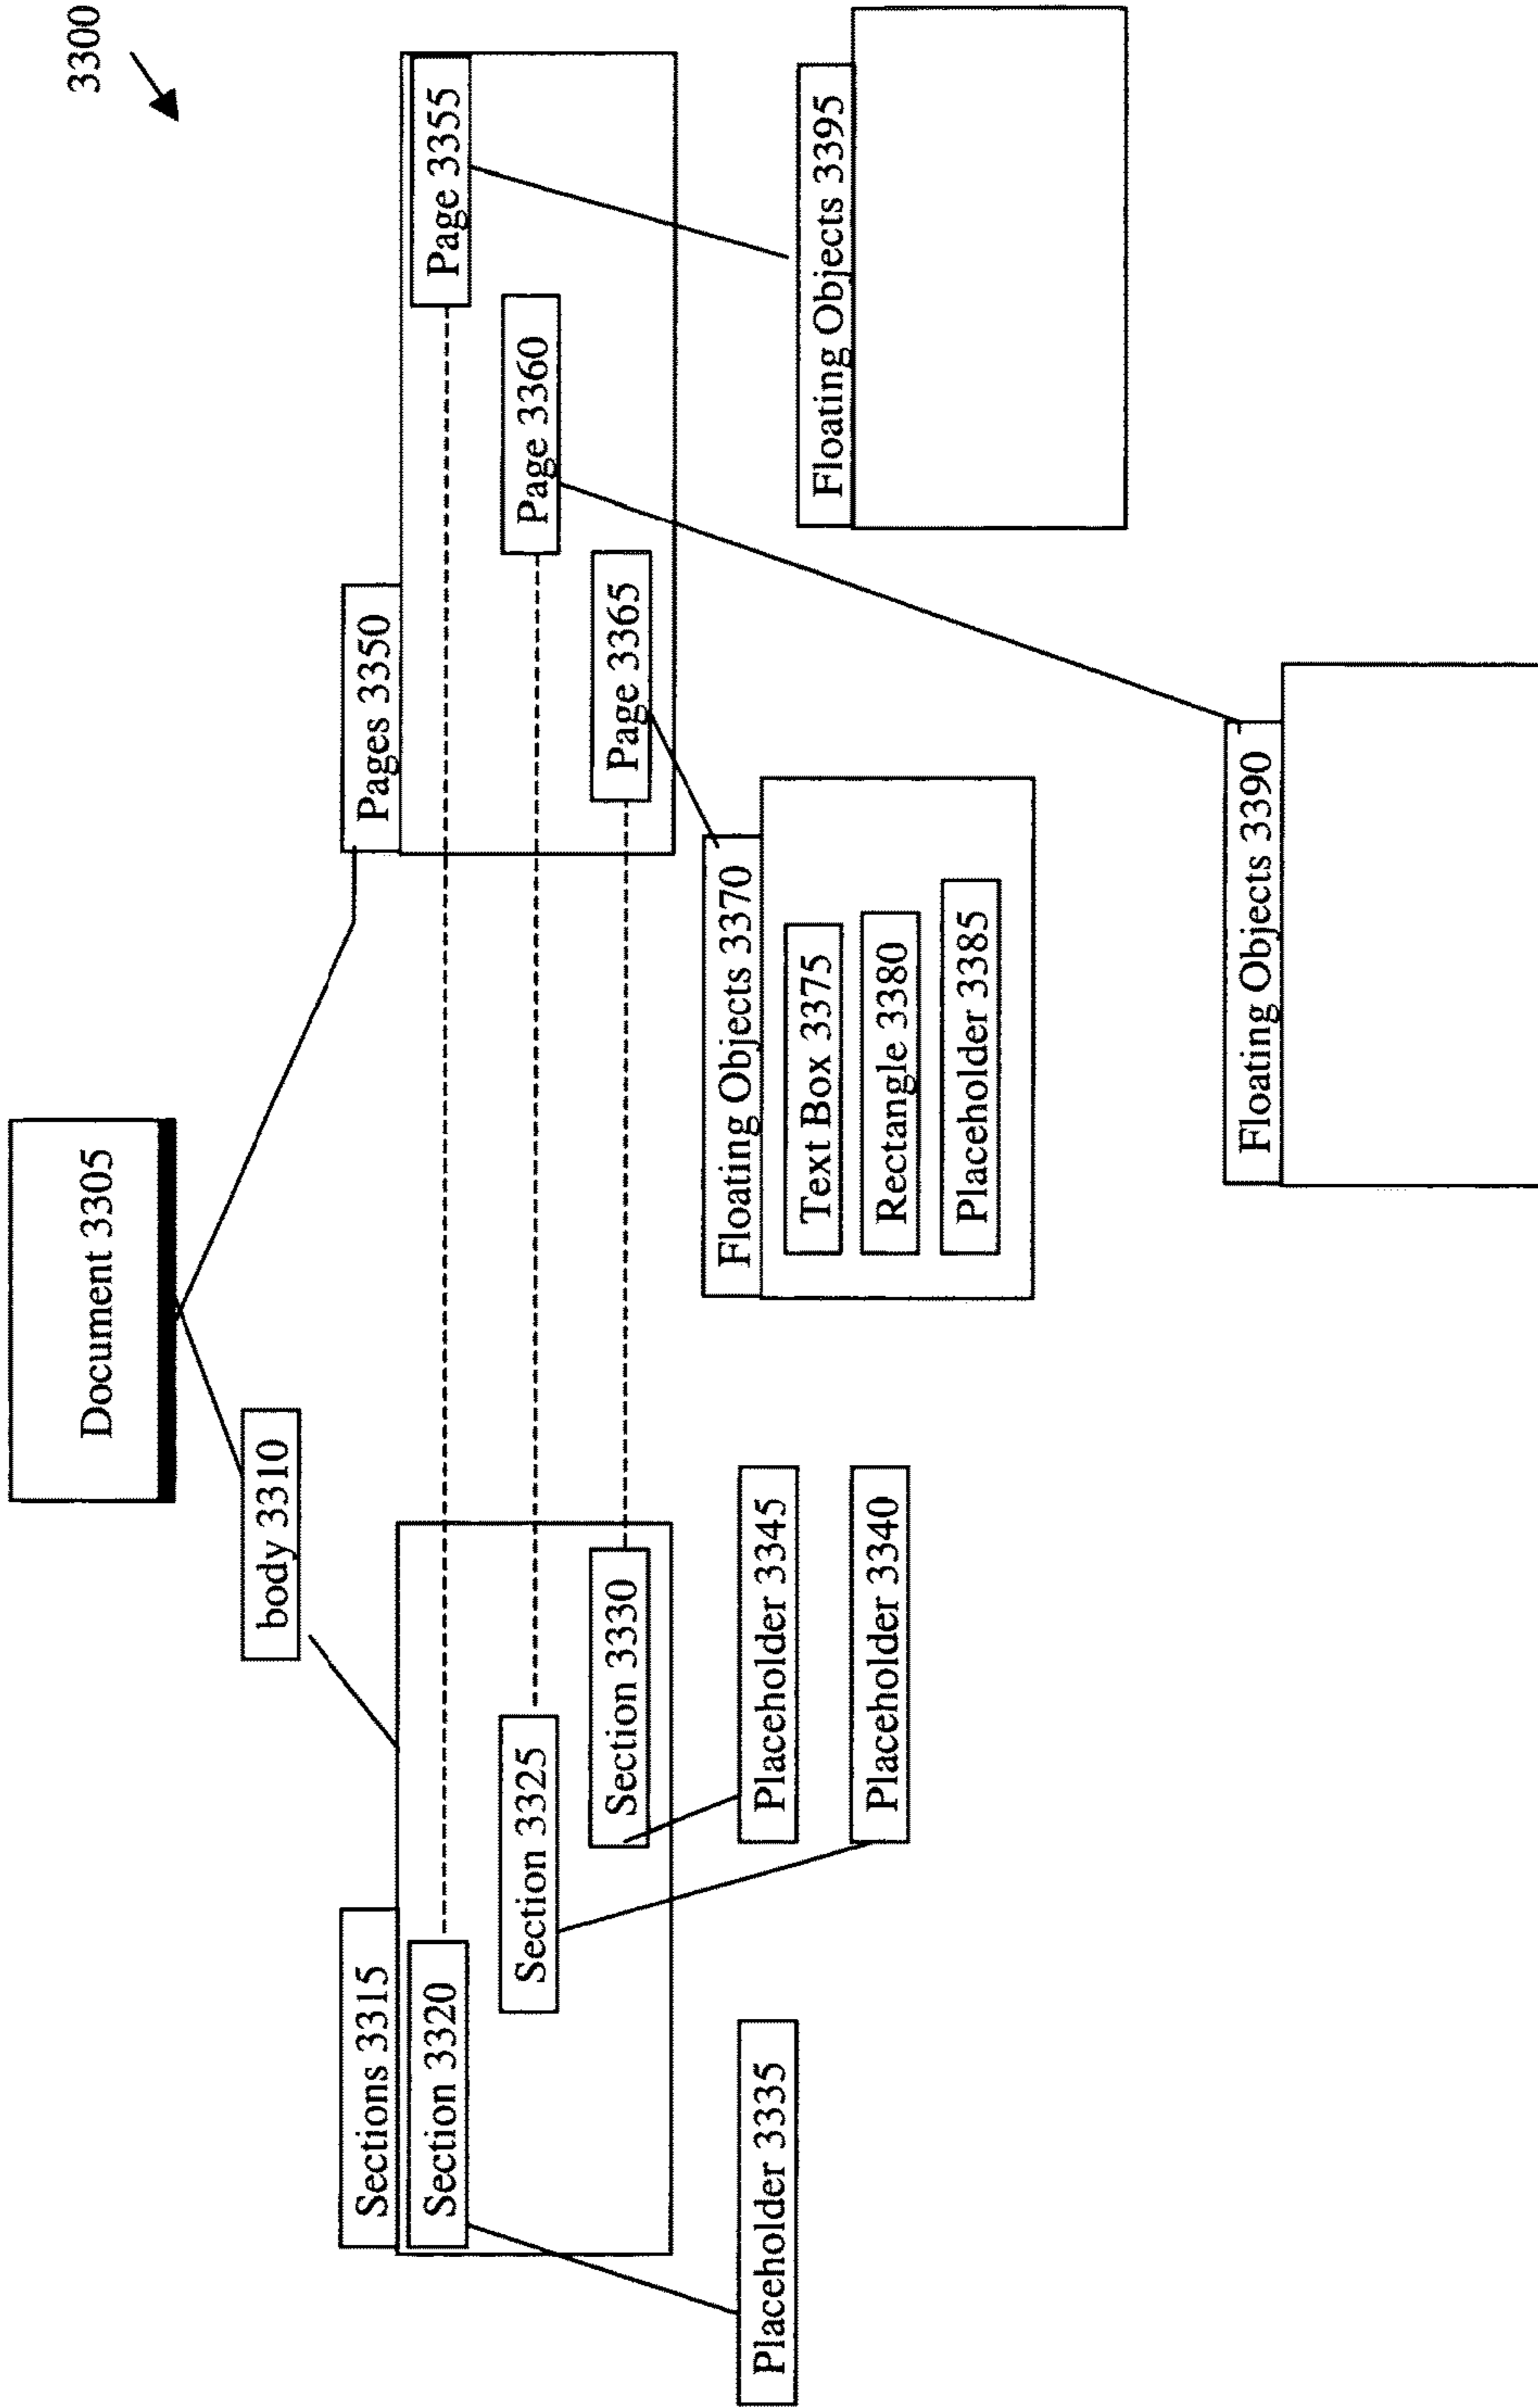 3300
Document 3305
body 3310
Sections 3315
Pages 3350
Section 3320
Page 3355
Section 3325
Page 3360
Section 3330
Page 3365
Placeholder 3335
Placeholder 3345
Placeholder 3340
Floating Objects 3370
Text Box 3375
Rectangle 3380
Placeholder 3385
Floating Objects 3395
Floating Objects 3390